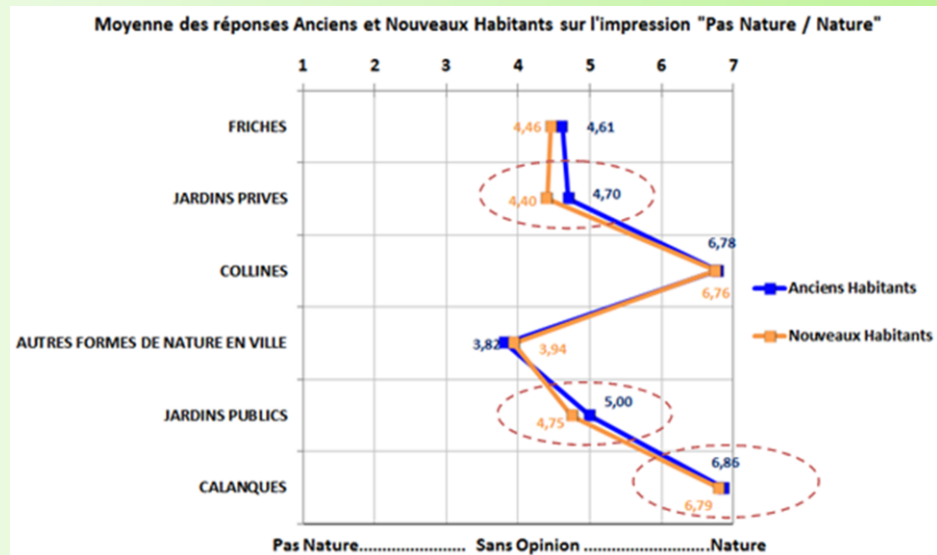 Moyenne des réponses Anciens et Nouveaux Habitants sur l'impression "Pas Nature / Nature"
1 2 3 4 5 6 7
FRICHES 4,46 4,61
JARDINS PRIVES 4,40 4,70
COLLINES 6,78
6,76
Anciens Habitants
AUTRES FORMES DE NATURE EN VILLE 3,82 3,94
Nouveaux Habitants
JARDINS PUBLICS 4,75 5,00
CALANQUES 6,86
6,79
Pas Nature...................... Sans Opinion ..........................Nature